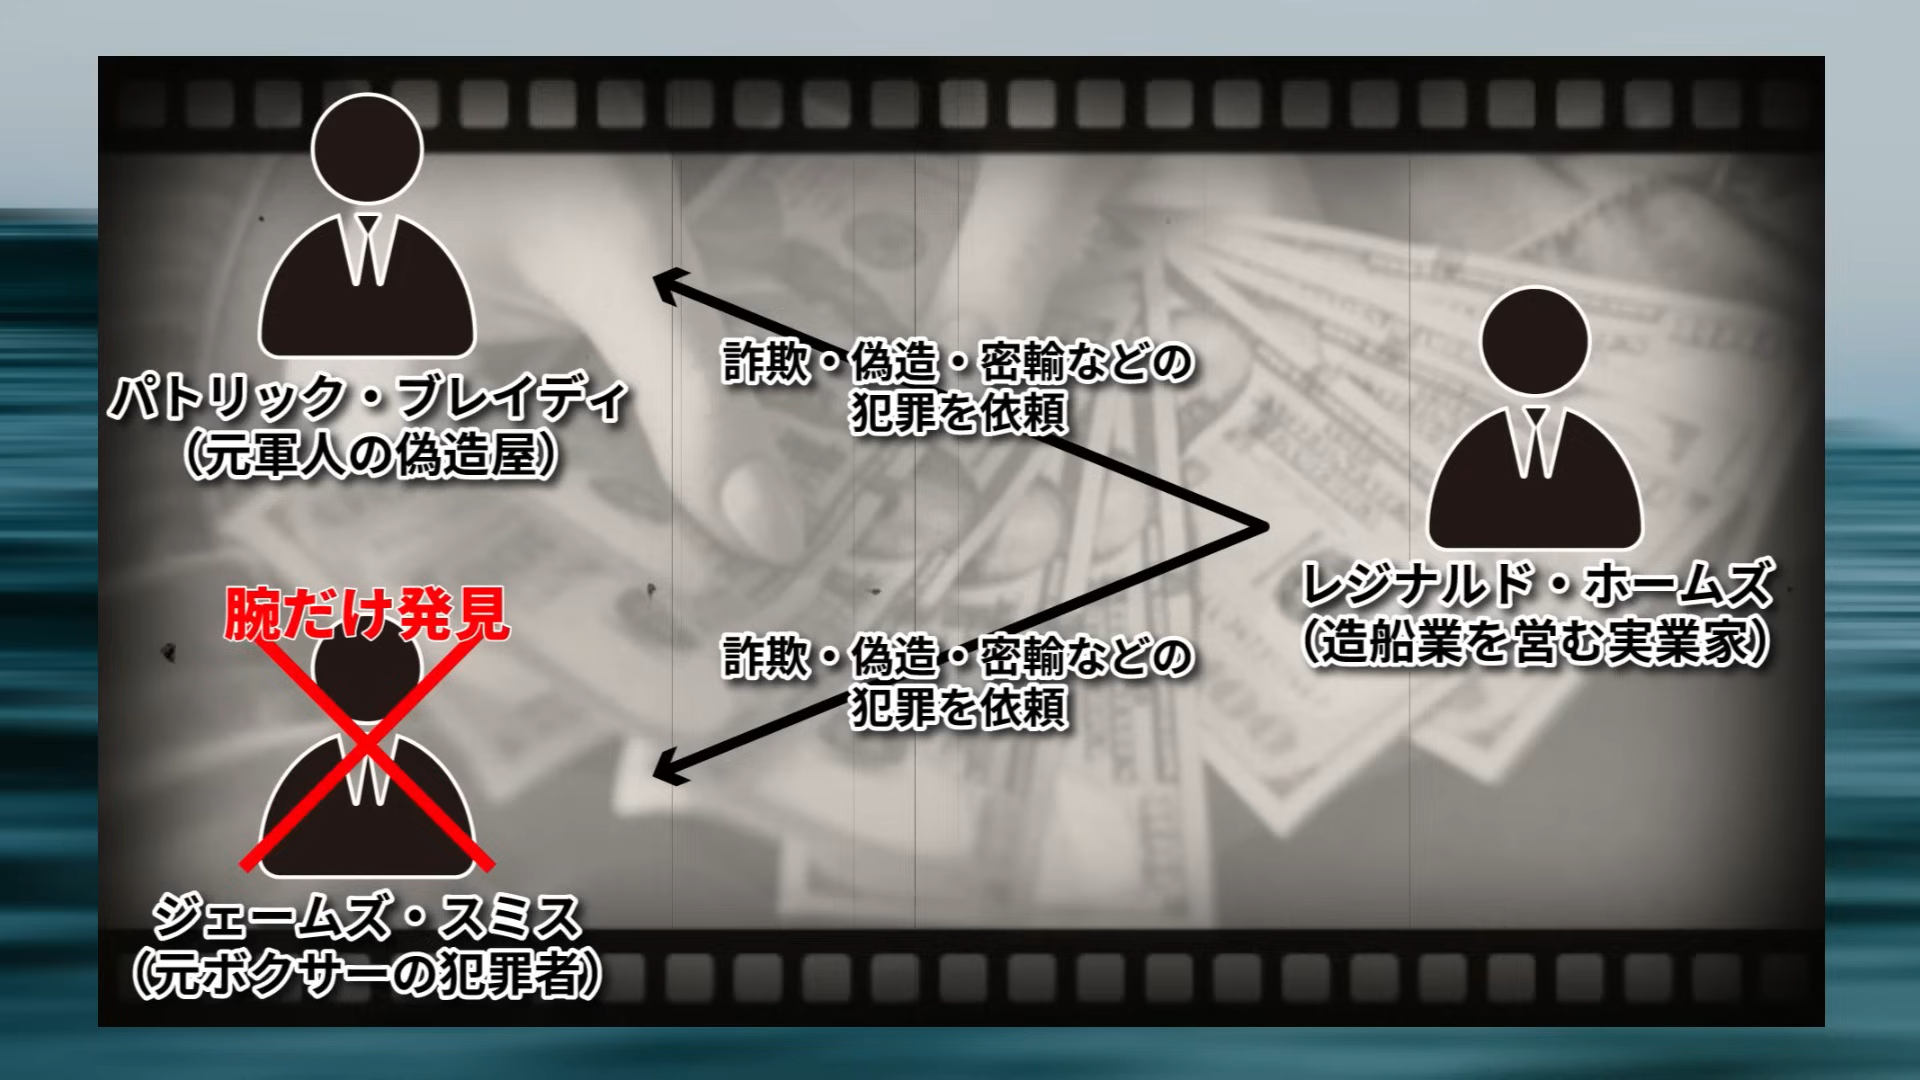 パトリック・ブレイディ
（元軍人の偽造屋）
詐欺・偽造・密輸などの
犯罪を依頼
レジナルド・ホームズ
（造船業を営む実業家）
腕だけ発見
詐欺・偽造・密輸などの
犯罪を依頼
ジェームズ・スミス
（元ボクサーの犯罪者）